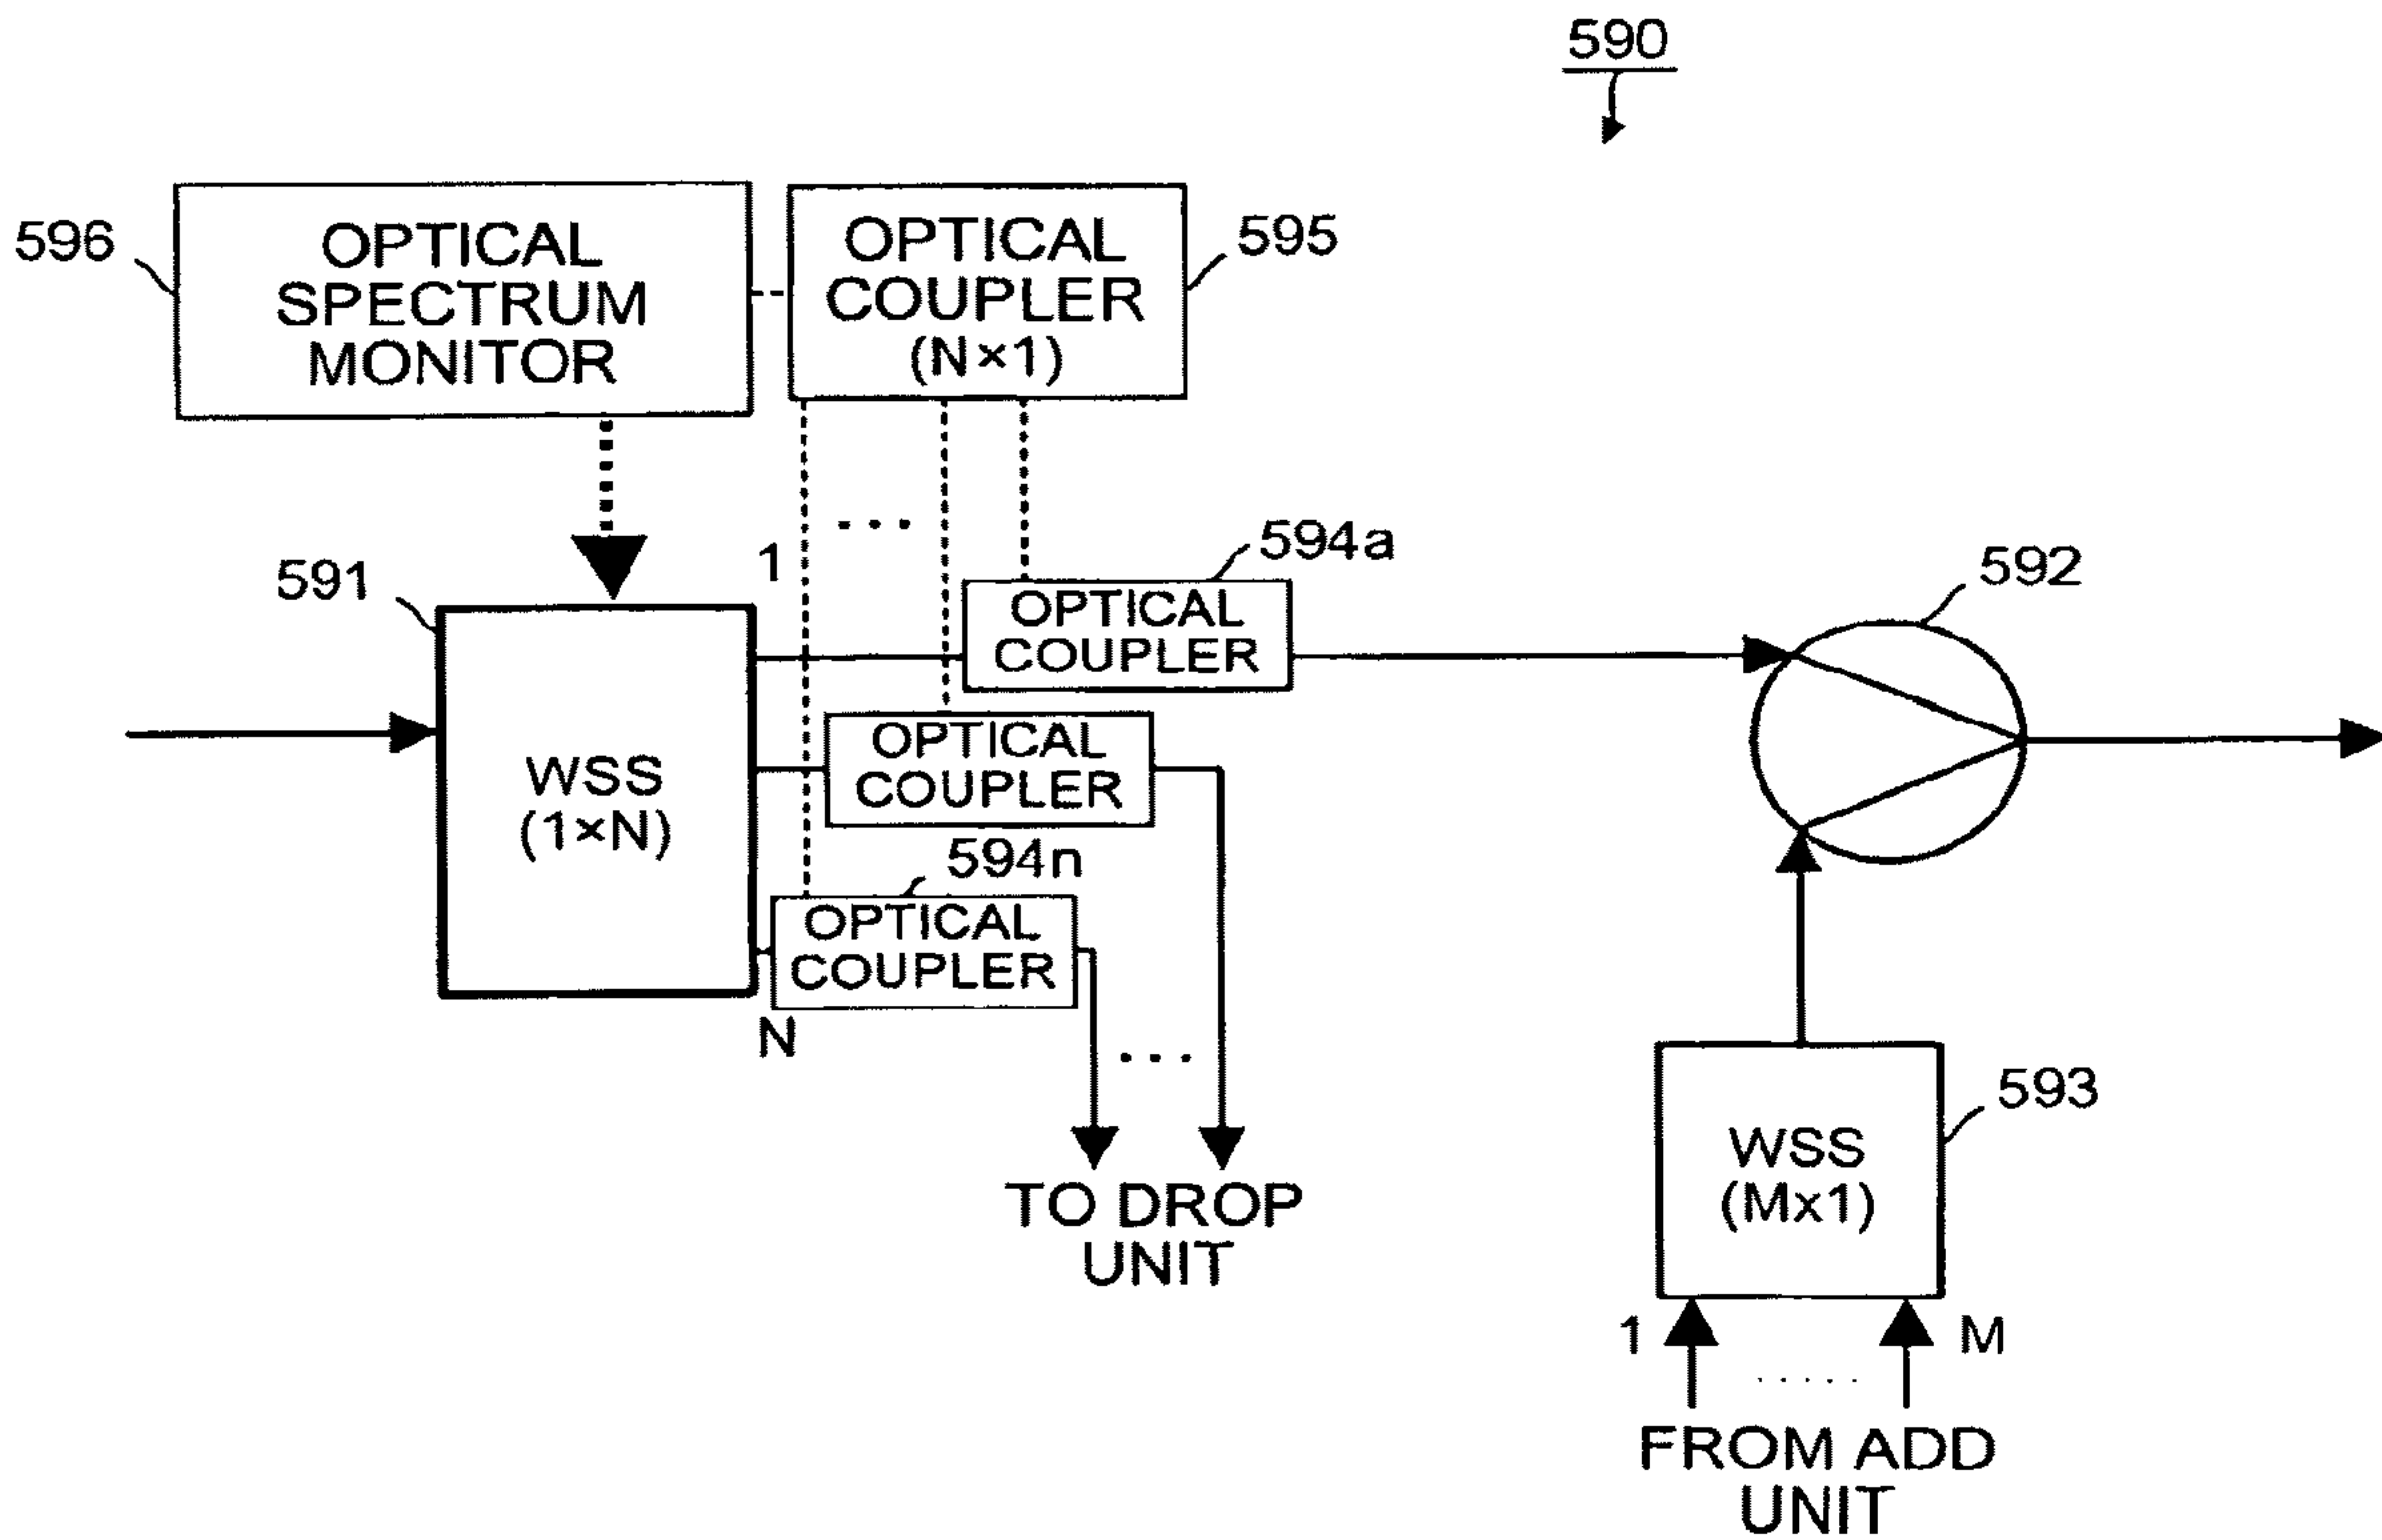 590
596
OPTICAL
SPECTRUM
MONITOR
OPTICAL
COUPLER
(N×1)
595
1
...
594a
591
OPTICAL
COUPLER
592
WSS
(1×N)
OPTICAL
COUPLER
594n
OPTICAL
COUPLER
N
...
TO DROP
UNIT
593
WSS
(M×1)
1
M
.....
FROM ADD
UNIT